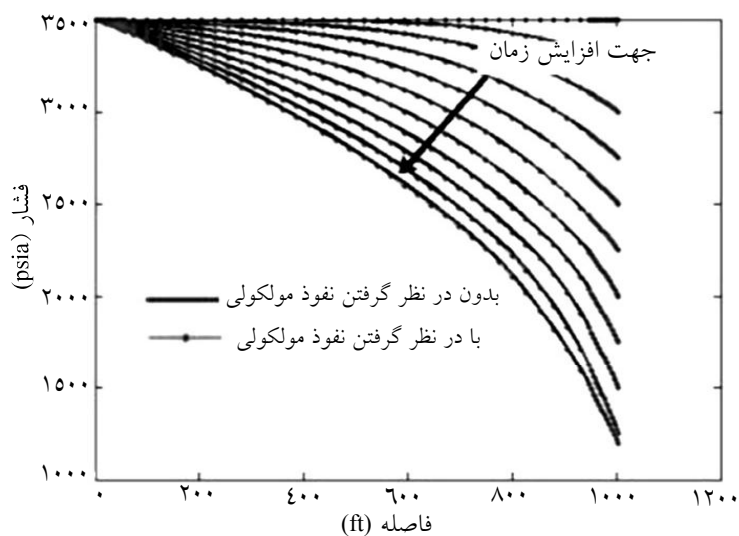 ۳۵۰۰
۳۰۰۰
۲۵۰۰
۲۰۰۰
۱۵۰۰
۱۰۰۰
فشار (psia)
جهت افزایش زمان
بدون در نظر گرفتن نفوذ مولکولی
با در نظر گرفتن نفوذ مولکولی
۰ ۲۰۰ ۴۰۰ ۶۰۰ ۸۰۰ ۱۰۰۰ ۱۲۰۰
فاصله (ft)